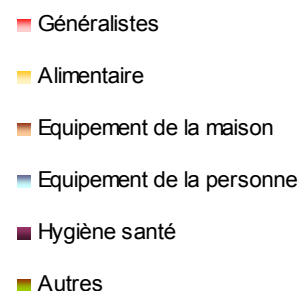 Généralistes
Alimentaire
Equipement de la maison
Equipement de la personne
Hygiène santé
Autres